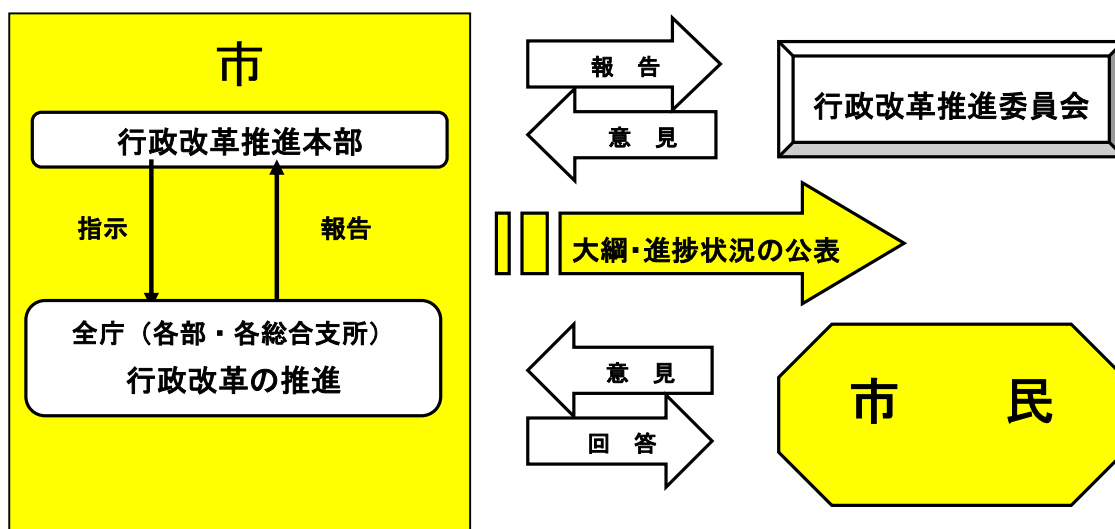 市
行政改革推進本部
指示
報告
全庁（各部・各総合支所）
行政改革の推進
報　告
意　見
行政改革推進委員会
大綱・進捗状況の公表
意　見
回　答
市　　民